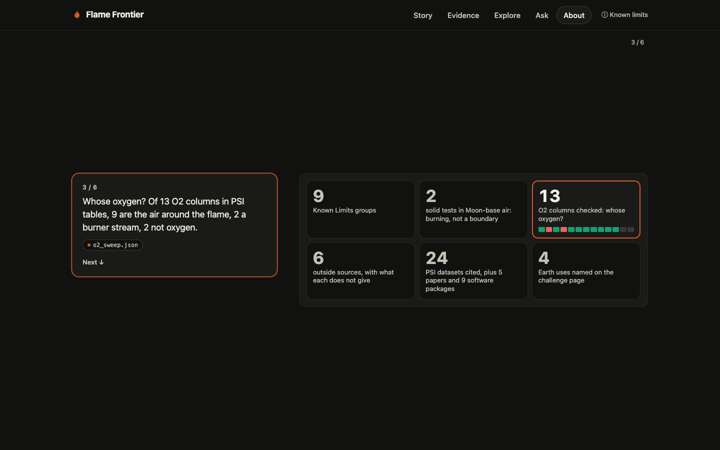 Flame Frontier
Story
Evidence
Explore
Ask
About
Known limits
3 / 6
3 / 6
Whose oxygen? Of 13 O2 columns in PSI
tables, 9 are the air around the flame, 2 a
burner stream, 2 not oxygen.
c2_sweep.json
Next ↓
9
Known Limits groups
2
solid tests in Moon-base air:
burning, not a boundary
13
O2 columns checked: whose
oxygen?
6
outside sources, with what
each does not give
24
PSI datasets cited, plus 5
papers and 9 software
packages
4
Earth uses named on the
challenge page